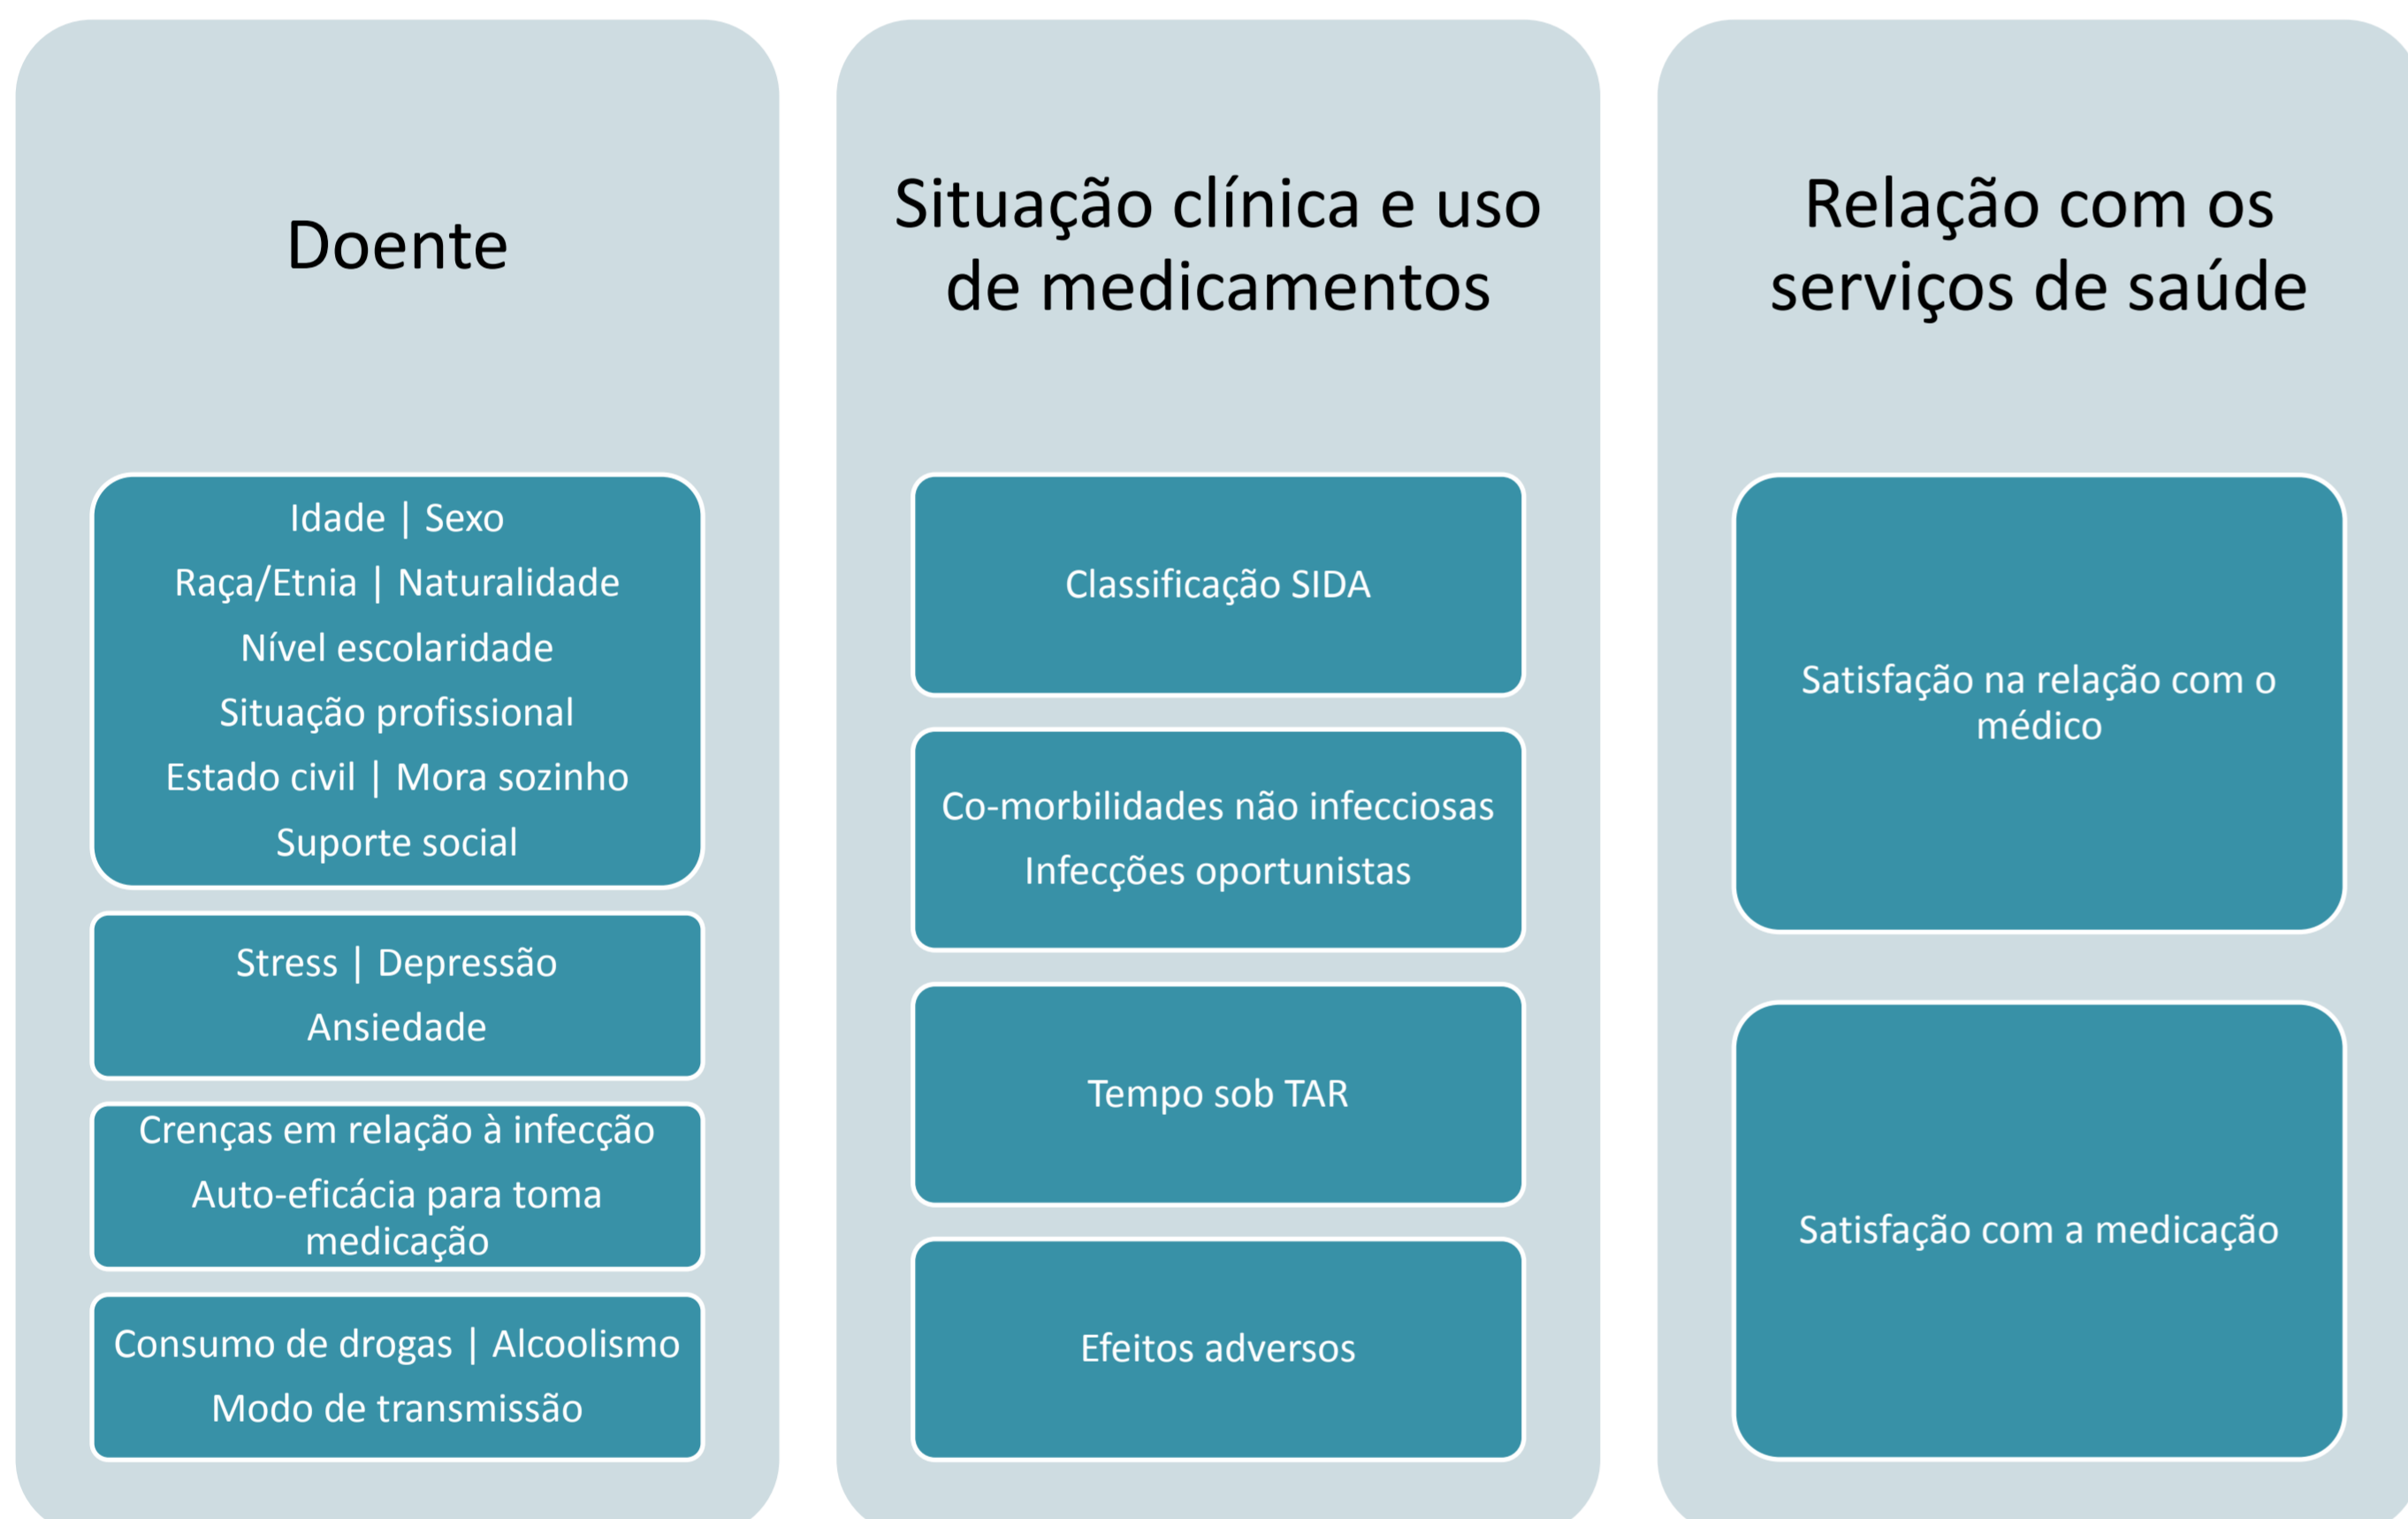 Doente
Idade | Sexo
Raça/Etnia | Naturalidade
Nível escolaridade
Situação profissional
Estado civil | Mora sozinho
Suporte social
Stress | Depressão
Ansiedade
Crenças em relação à infecção
Auto-eficácia para toma
medicação
Consumo de drogas | Alcoolismo
Modo de transmissão
Situação clínica e uso
de medicamentos
Classificação SIDA
Co-morbilidades não infecciosas
Infecções oportunistas
Tempo sob TAR
Efeitos adversos
Relação com os
serviços de saúde
Satisfação na relação com o
médico
Satisfação com a medicação